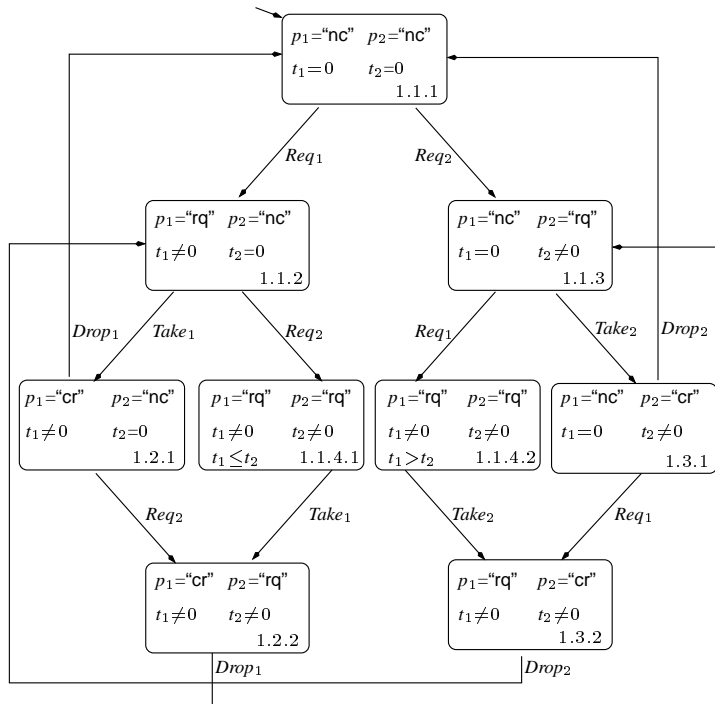 p₁=“nc” p₂=“nc”
t₁=0 t₂=0
1.1.1
Req₁ Req₂
p₁=“rq” p₂=“nc”
t₁≠0 t₂=0
1.1.2
p₁=“nc” p₂=“rq”
t₁=0 t₂≠0
1.1.3
Drop₁ Take₁ Req₂ Req₁ Take₂ Drop₂
p₁=“cr” p₂=“nc”
t₁≠0 t₂=0
1.2.1
p₁=“rq” p₂=“rq”
t₁≠0 t₂≠0
t₁≤t₂ 1.1.4.1
p₁=“rq” p₂=“rq”
t₁≠0 t₂≠0
t₁>t₂ 1.1.4.2
p₁=“nc” p₂=“cr”
t₁=0 t₂≠0
1.3.1
Req₂ Take₁ Take₂ Req₁
p₁=“cr” p₂=“rq”
t₁≠0 t₂≠0
1.2.2
p₁=“rq” p₂=“cr”
t₁≠0 t₂≠0
1.3.2
Drop₁ Drop₂